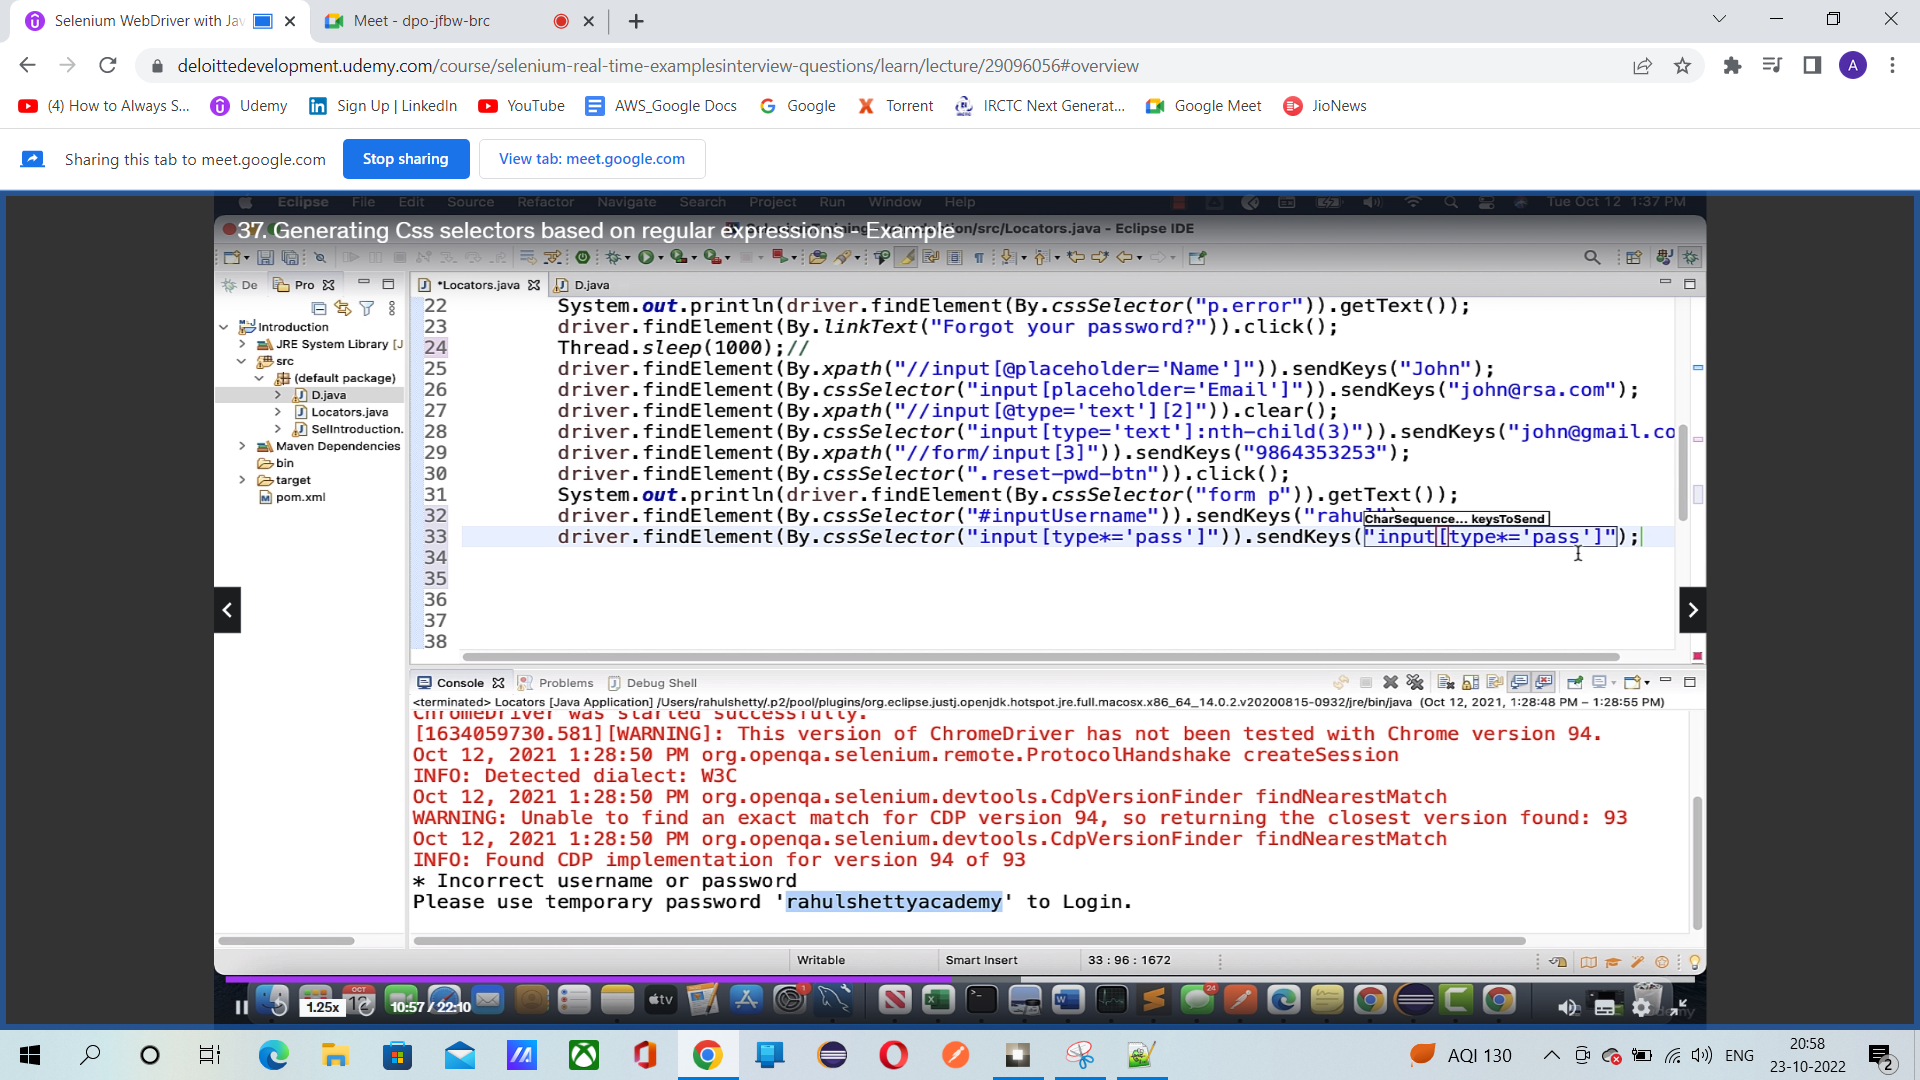 Selenium WebDriver with Jav
Meet - dpo-jfbw-brc
deloittedevelopment.udemy.com/course/selenium-real-time-examplesinterview-questions/learn/lecture/29096056#overview
A
(4) How to Always S...
Udemy
Sign Up | LinkedIn
YouTube
AWS_Google Docs
Google
Torrent
IRCTC Next Generat...
Google Meet
JioNews
Sharing this tab to meet.google.com
Stop sharing
View tab: meet.google.com
Eclipse File Edit Source Refactor Navigate Search Project Run Window Help
Tue Oct 12 1:37 PM
37. Generating Css selectors based on regular expressions - Example
ion/src/Locators.java - Eclipse IDE
De
Pro
*Locators.java
D.java
Introduction
JRE System Library [J
src
(default package)
D.java
Locators.java
SelIntroduction.
Maven Dependencies
bin
target
pom.xml
22 System.out.println(driver.findElement(By.cssSelector("p.error")).getText());
23 driver.findElement(By.linkText("Forgot your password?")).click();
24 Thread.sleep(1000);//
25 driver.findElement(By.xpath("//input[@placeholder='Name']")).sendKeys("John");
26 driver.findElement(By.cssSelector("input[placeholder='Email']")).sendKeys("john@rsa.com");
27 driver.findElement(By.xpath("//input[@type='text'][2]")).clear();
28 driver.findElement(By.cssSelector("input[type='text']:nth-child(3)")).sendKeys("john@gmail.co
29 driver.findElement(By.xpath("//form/input[3]")).sendKeys("9864353253");
30 driver.findElement(By.cssSelector(".reset-pwd-btn")).click();
31 System.out.println(driver.findElement(By.cssSelector("form p")).getText());
32 driver.findElement(By.cssSelector("#inputUsername")).sendKeys("rahu
CharSequence... keysToSend
33 driver.findElement(By.cssSelector("input[type*='pass']")).sendKeys("input[type*='pass']");
34
35
36
37
38
Console
Problems
Debug Shell
<terminated> Locators [Java Application] /Users/rahulshetty/.p2/pool/plugins/org.eclipse.justj.openjdk.hotspot.jre.full.macosx.x86_64_14.0.2.v20200815-0932/jre/bin/java (Oct 12, 2021, 1:28:48 PM – 1:28:55 PM)
ChromeDriver was started successfully.
[1634059730.581][WARNING]: This version of ChromeDriver has not been tested with Chrome version 94.
Oct 12, 2021 1:28:50 PM org.openqa.selenium.remote.ProtocolHandshake createSession
INFO: Detected dialect: W3C
Oct 12, 2021 1:28:50 PM org.openqa.selenium.devtools.CdpVersionFinder findNearestMatch
WARNING: Unable to find an exact match for CDP version 94, so returning the closest version found: 93
Oct 12, 2021 1:28:50 PM org.openqa.selenium.devtools.CdpVersionFinder findNearestMatch
INFO: Found CDP implementation for version 94 of 93
* Incorrect username or password
Please use temporary password 'rahulshettyacademy' to Login.
Writable
Smart Insert
33 : 96 : 1672
1.25x
10:57 / 22:10
OCT
tv
24
AQI 130
ENG
20:58
23-10-2022
2